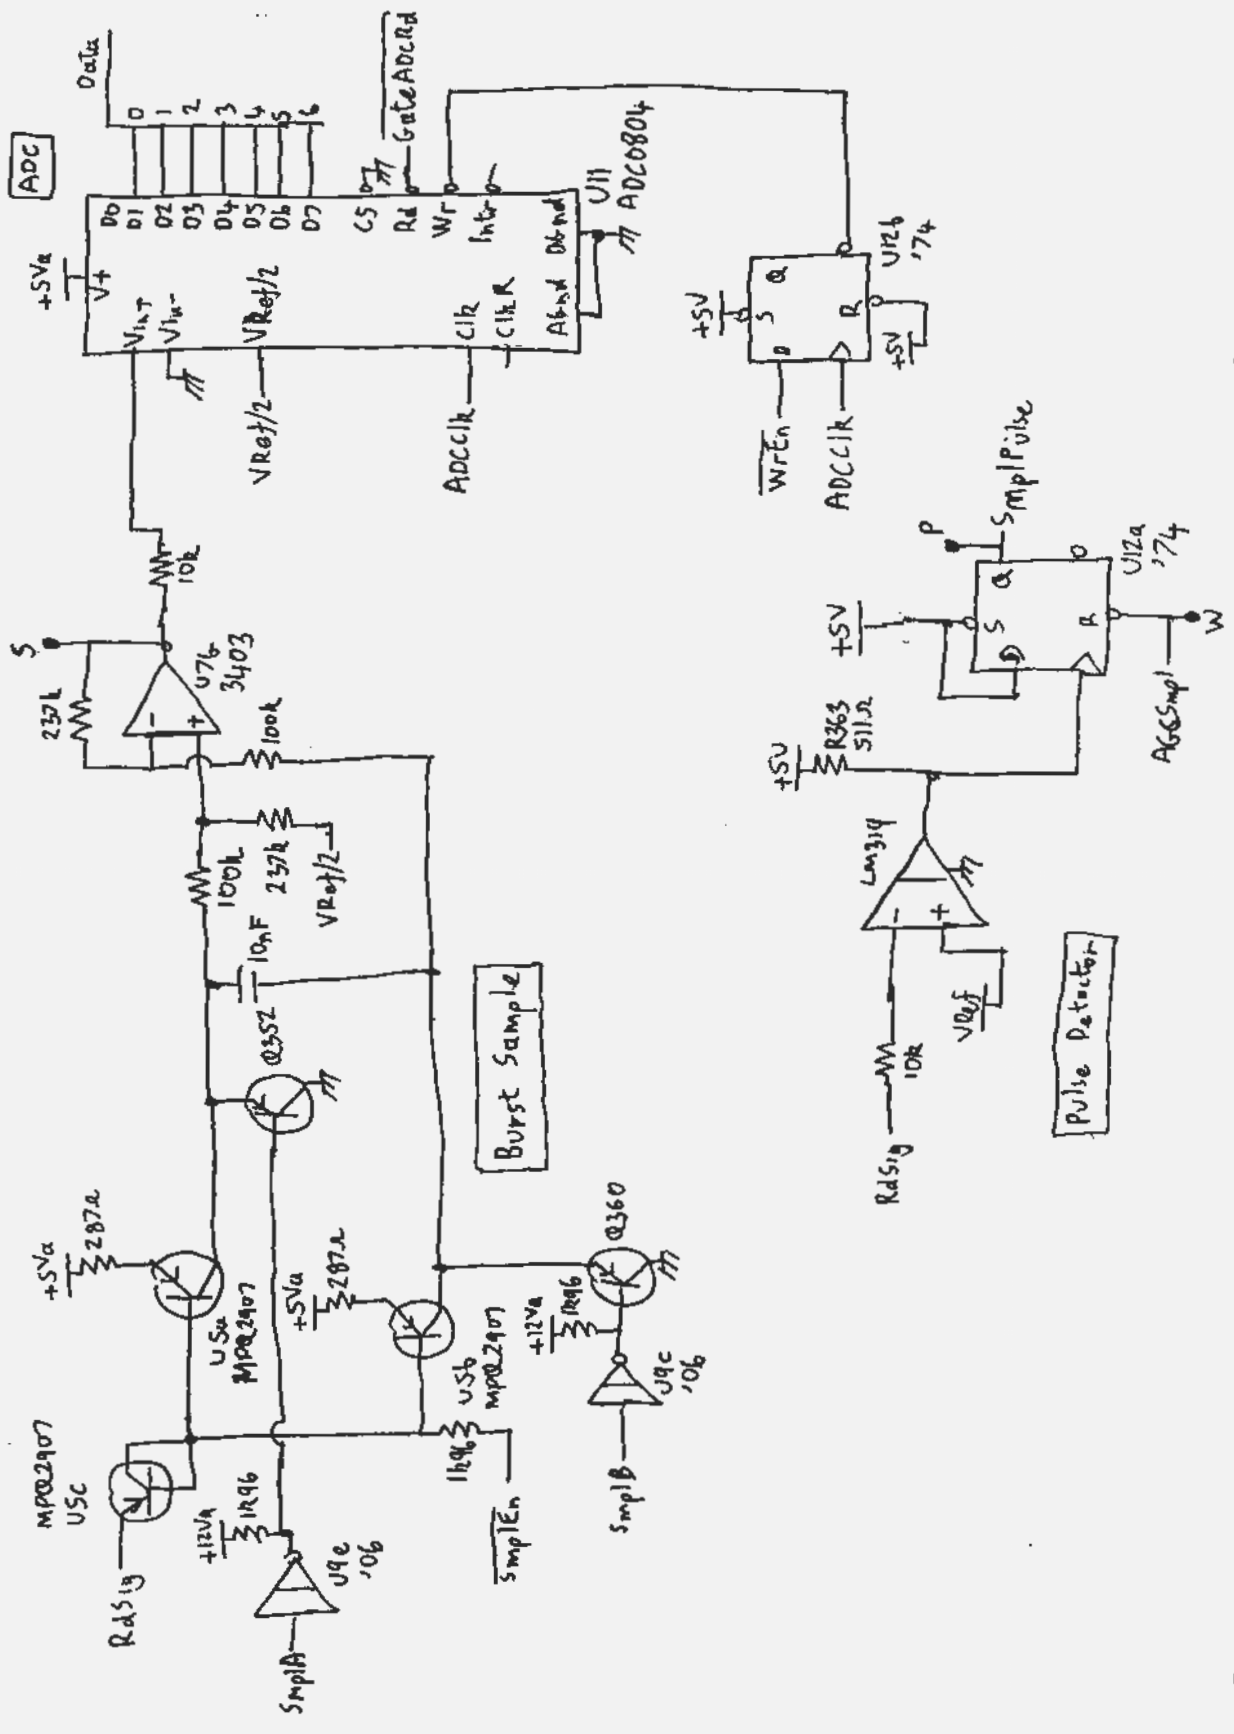 MPQ2907
U5C
RdSig
+5Va
287Ω
U5a
MPQ2907
+12Va
1k96
SmplA
U9e
'06
+5Va
287Ω
U5b
MPQ2907
1k96
SmplEn
SmplB
U9c
'06
+12Va
1k96
Q360
Q352
10nF
Burst Sample
100k
237k
VRef/2
100k
237k
S
-
+
U7b
3403
10k
ADC
+5Va
V+
Vin+
Vin-
VRef/2
VRef/2
Clk
ADCClk
Clk R
AGnd
DGnd
D0
D1
D2
D3
D4
D5
D6
D7
0
1
2
3
4
5
6
Data
CS
Rd
GateADCRd
Wr
Intr
U11
ADC0804
+5V
S
Q
D
R
WrEn
ADCClk
+5V
U12b
'74
RdSig
10k
VRef
-
+
+5V
R363
511Ω
+5V
S
D
Q
R
P
SmplPulse
U12a
'74
AGCSmpl
W
Pulse Detector